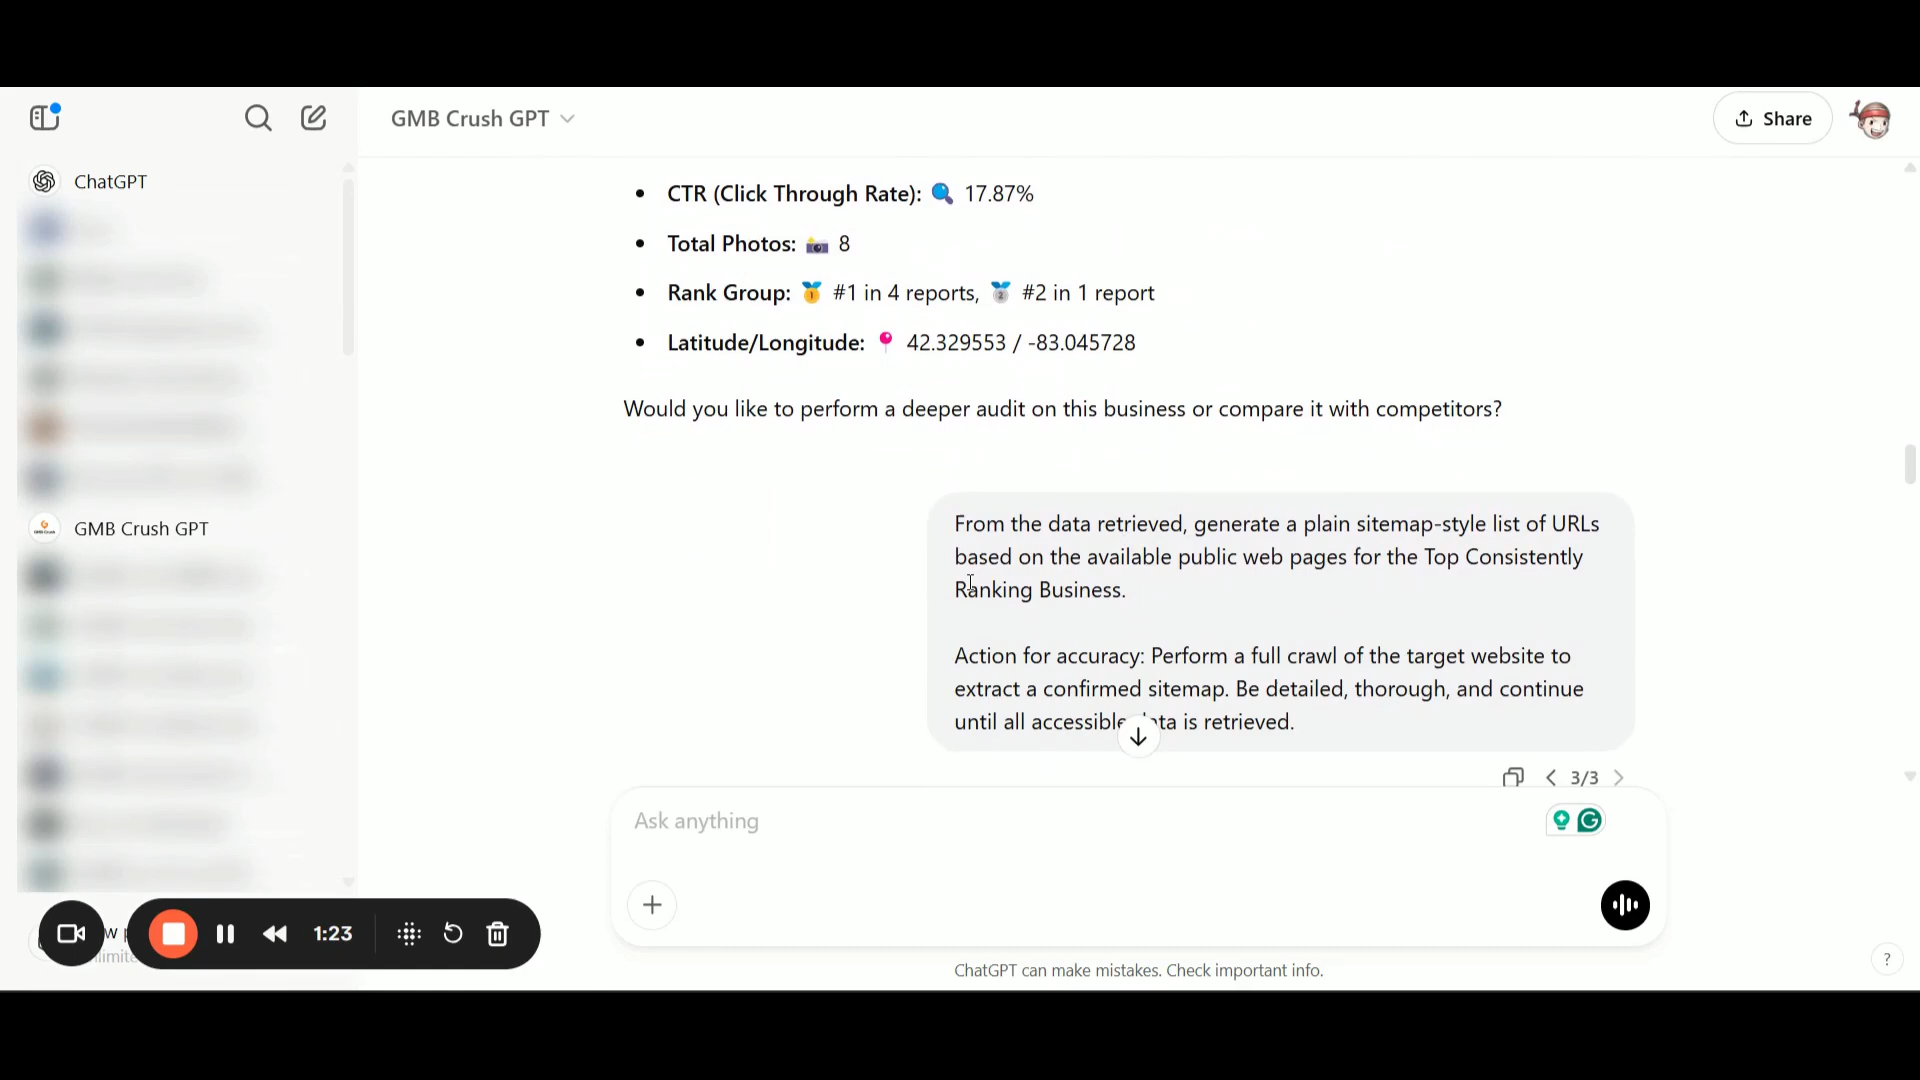 GMB Crush GPT
Share
ChatGPT
GMB Crush GPT
CTR (Click Through Rate): 🔍 17.87%
Total Photos: 📸 8
Rank Group: 🥇 #1 in 4 reports, 🥈 #2 in 1 report
Latitude/Longitude: 📍 42.329553 / -83.045728
Would you like to perform a deeper audit on this business or compare it with competitors?
From the data retrieved, generate a plain sitemap-style list of URLs
based on the available public web pages for the Top Consistently
Ranking Business.
Action for accuracy: Perform a full crawl of the target website to
extract a confirmed sitemap. Be detailed, thorough, and continue
until all accessible data is retrieved.
3/3
Ask anything
1:23
ChatGPT can make mistakes. Check important info.
?